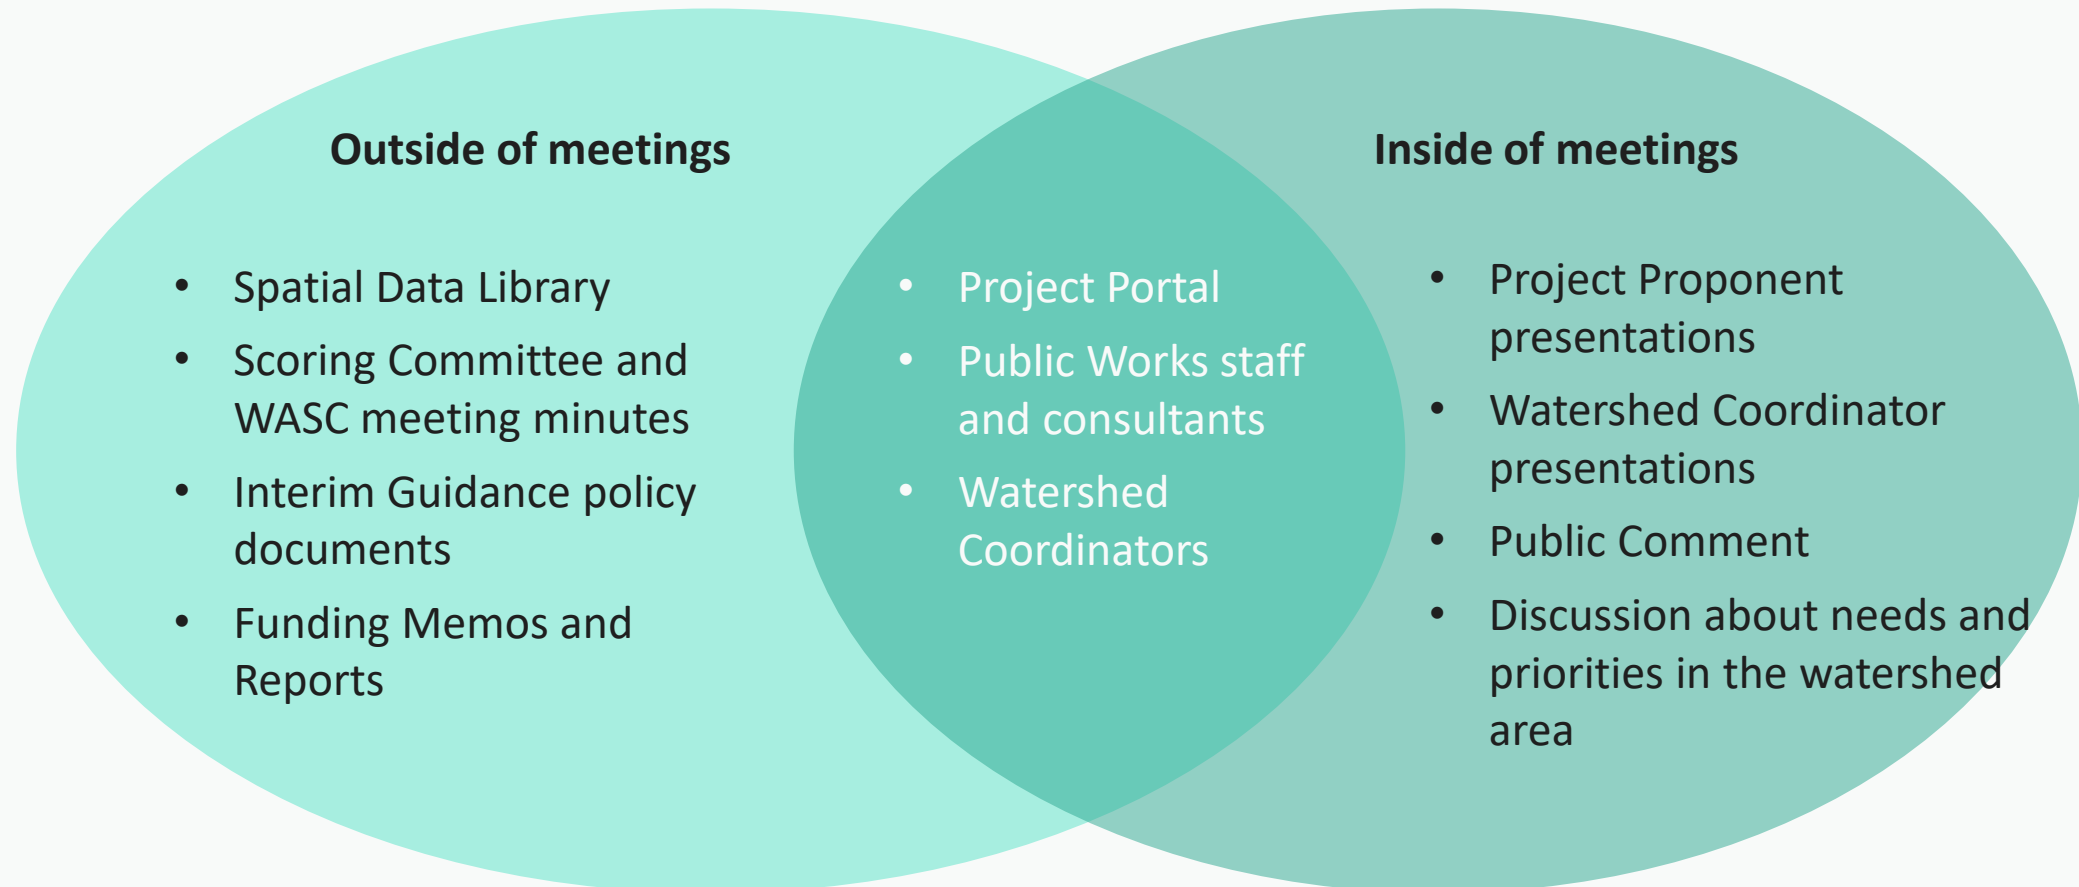 Outside of meetings
• Spatial Data Library
• Scoring Committee and
WASC meeting minutes
• Interim Guidance policy
documents
• Funding Memos and
Reports
• Project Portal
• Public Works staff
and consultants
• Watershed
Coordinators
Inside of meetings
• Project Proponent
presentations
• Watershed Coordinator
presentations
• Public Comment
• Discussion about needs and
priorities in the watershed
area